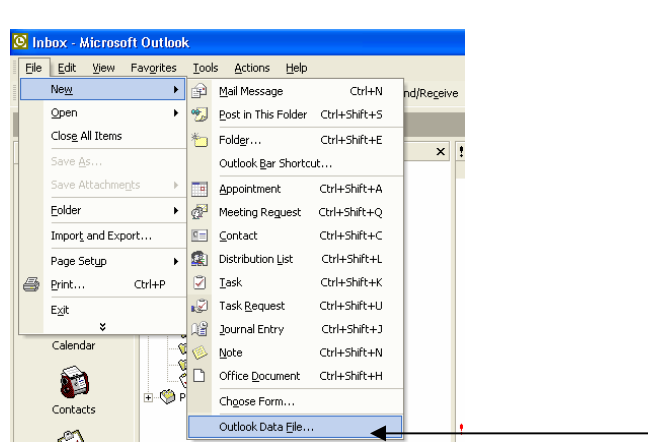 Inbox - Microsoft Outlook
File Edit View Favorites Tools Actions Help
New
Open
Close All Items
Save As...
Save Attachments
Folder
Import and Export...
Page Setup
Print... Ctrl+P
Exit
Mail Message Ctrl+N
Post in This Folder Ctrl+Shift+S
Folder... Ctrl+Shift+E
Outlook Bar Shortcut...
Appointment Ctrl+Shift+A
Meeting Request Ctrl+Shift+Q
Contact Ctrl+Shift+C
Distribution List Ctrl+Shift+L
Task Ctrl+Shift+K
Task Request Ctrl+Shift+U
Journal Entry Ctrl+Shift+J
Note Ctrl+Shift+N
Office Document Ctrl+Shift+H
Choose Form...
Outlook Data File...
nd/Receive
Calendar
Contacts
P